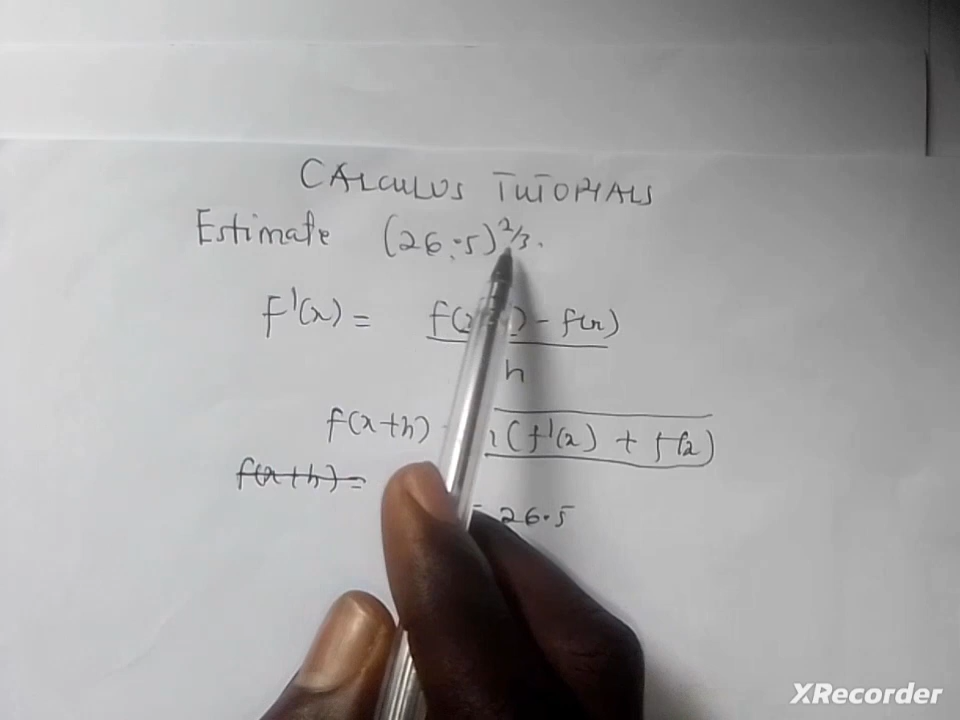 CALCULUS TUTORIALS
Estimate (26.5)^2/3.
F'(x) = f(x ) - f(x)
h
f(x+h) (f'(x) + f(x)
f(x+h) =
26.5
XRecorder